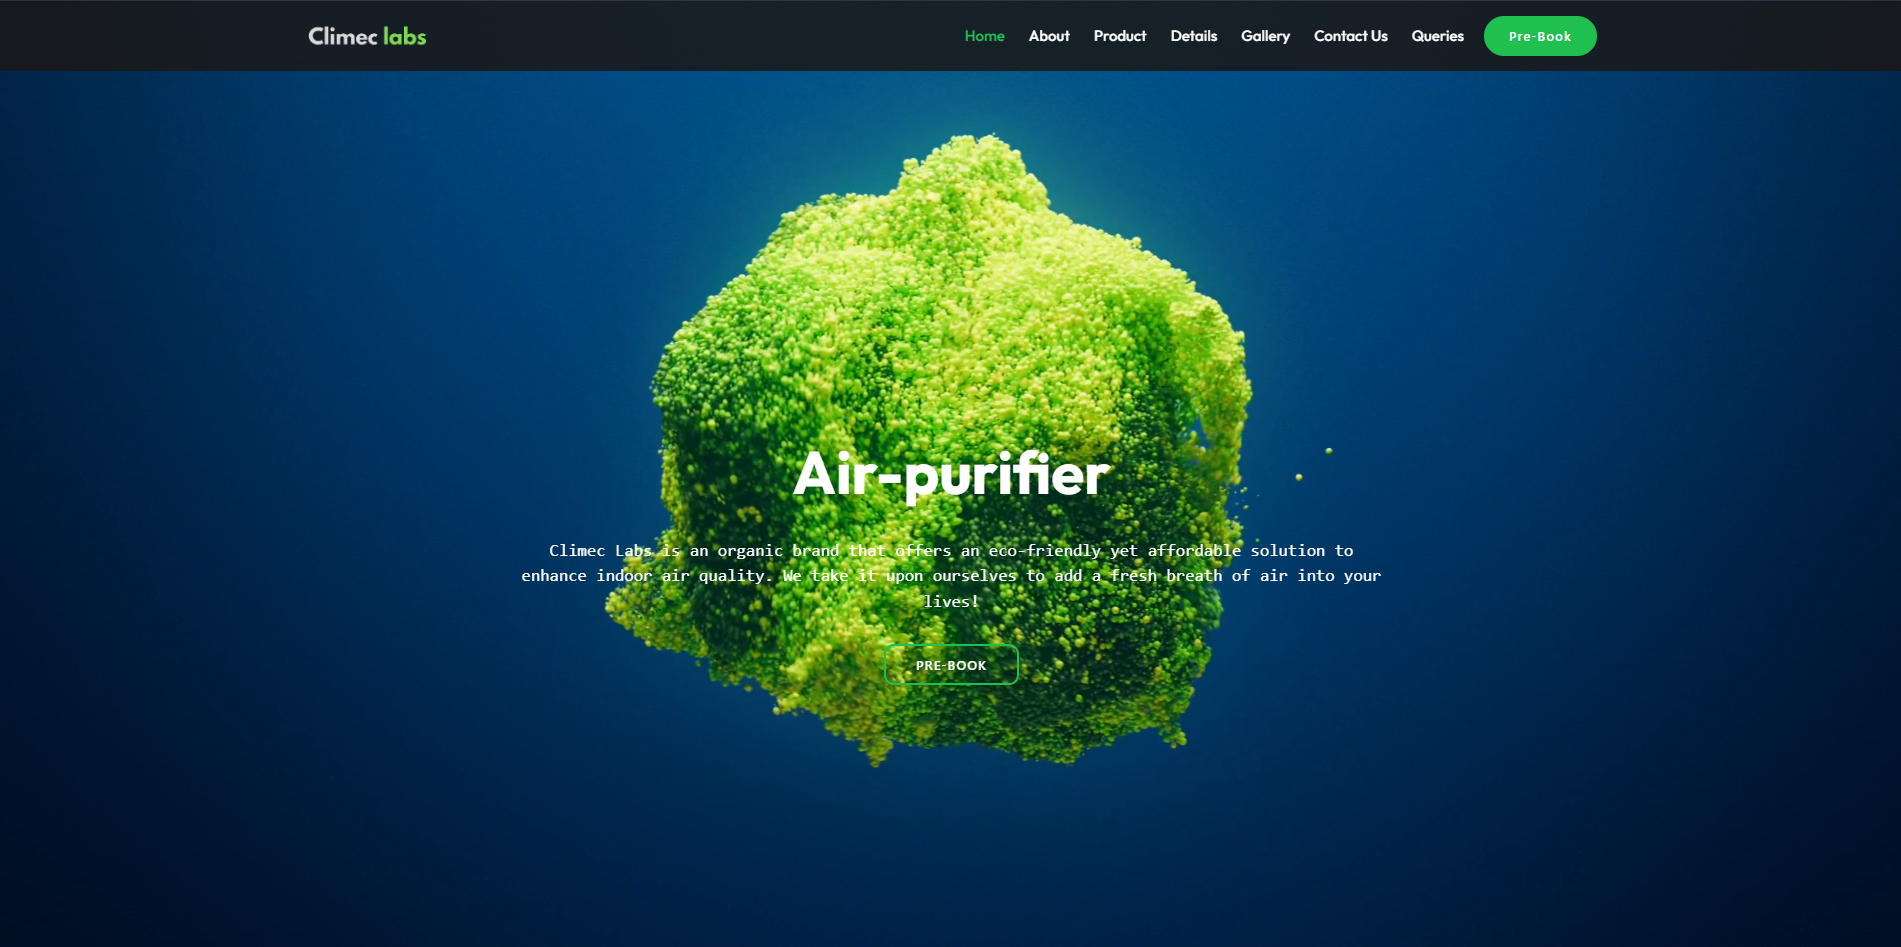 Climec labs
Home About Product Details Gallery Contact Us Queries Pre-Book
Air-purifier
Climec Labs is an organic brand that offers an eco-friendly yet affordable solution to
enhance indoor air quality. We take it upon ourselves to add a fresh breath of air into your
lives!
PRE-BOOK